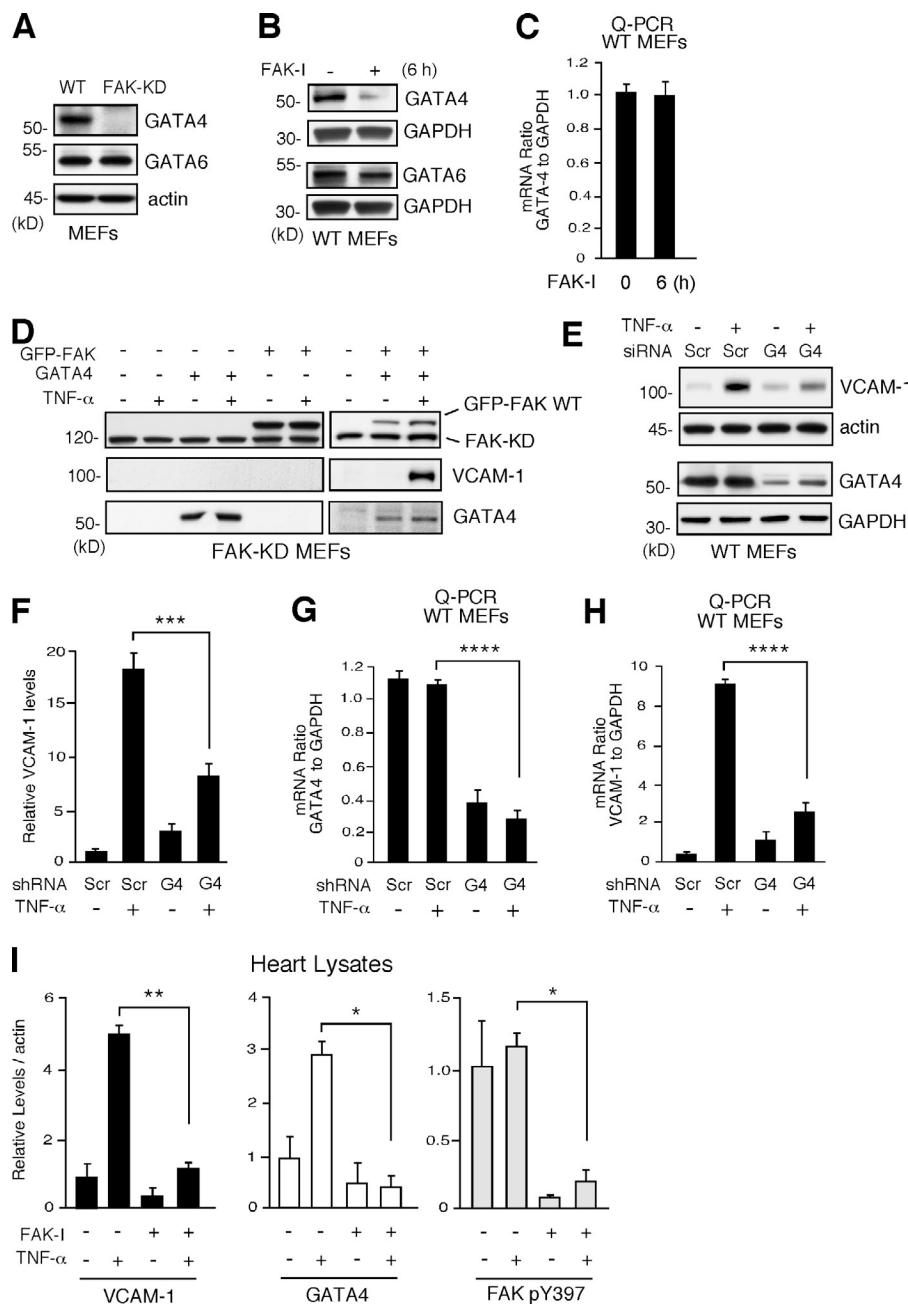 A
WT FAK-KD
50- GATA4
55- GATA6
45- actin
(kD)
MEFs
B
FAK-I - + (6 h)
50- GATA4
30- GAPDH
55- GATA6
30- GAPDH
(kD) WT MEFs
C
Q-PCR
WT MEFs
mRNA Ratio
GATA-4 to GAPDH
1.2
1.0
0.8
0.6
0.4
1.2
0
FAK-I 0 6 (h)
D
GFP-FAK - - - - + + - + +
GATA4 - - + + - - - + +
TNF-α - + - + - + - - +
GFP-FAK WT
120- FAK-KD
100- VCAM-1
50- GATA4
(kD)
FAK-KD MEFs
E
TNF-α - + - +
siRNA Scr Scr G4 G4
100- VCAM-1
45- actin
50- GATA4
30- GAPDH
(kD) WT MEFs
F
Relative VCAM-1 levels
20
15
10
5
0
***
shRNA Scr Scr G4 G4
TNF-α - + - +
G
Q-PCR
WT MEFs
mRNA Ratio
GATA4 to GAPDH
1.2
1.0
0.8
0.6
0.4
0.2
0
****
shRNA Scr Scr G4 G4
TNF-α - + - +
H
Q-PCR
WT MEFs
mRNA Ratio
VCAM-1 to GAPDH
10
8
6
4
2
0
****
shRNA Scr Scr G4 G4
TNF-α - + - +
I
Heart Lysates
Relative Levels / actin
6
4
2
0
**
FAK-I - - + +
TNF-α - + - +
VCAM-1
4
3
2
1
0
*
- - + +
- + - +
GATA4
1.5
1.0
0.5
0
*
- - + +
- + - +
FAK pY397